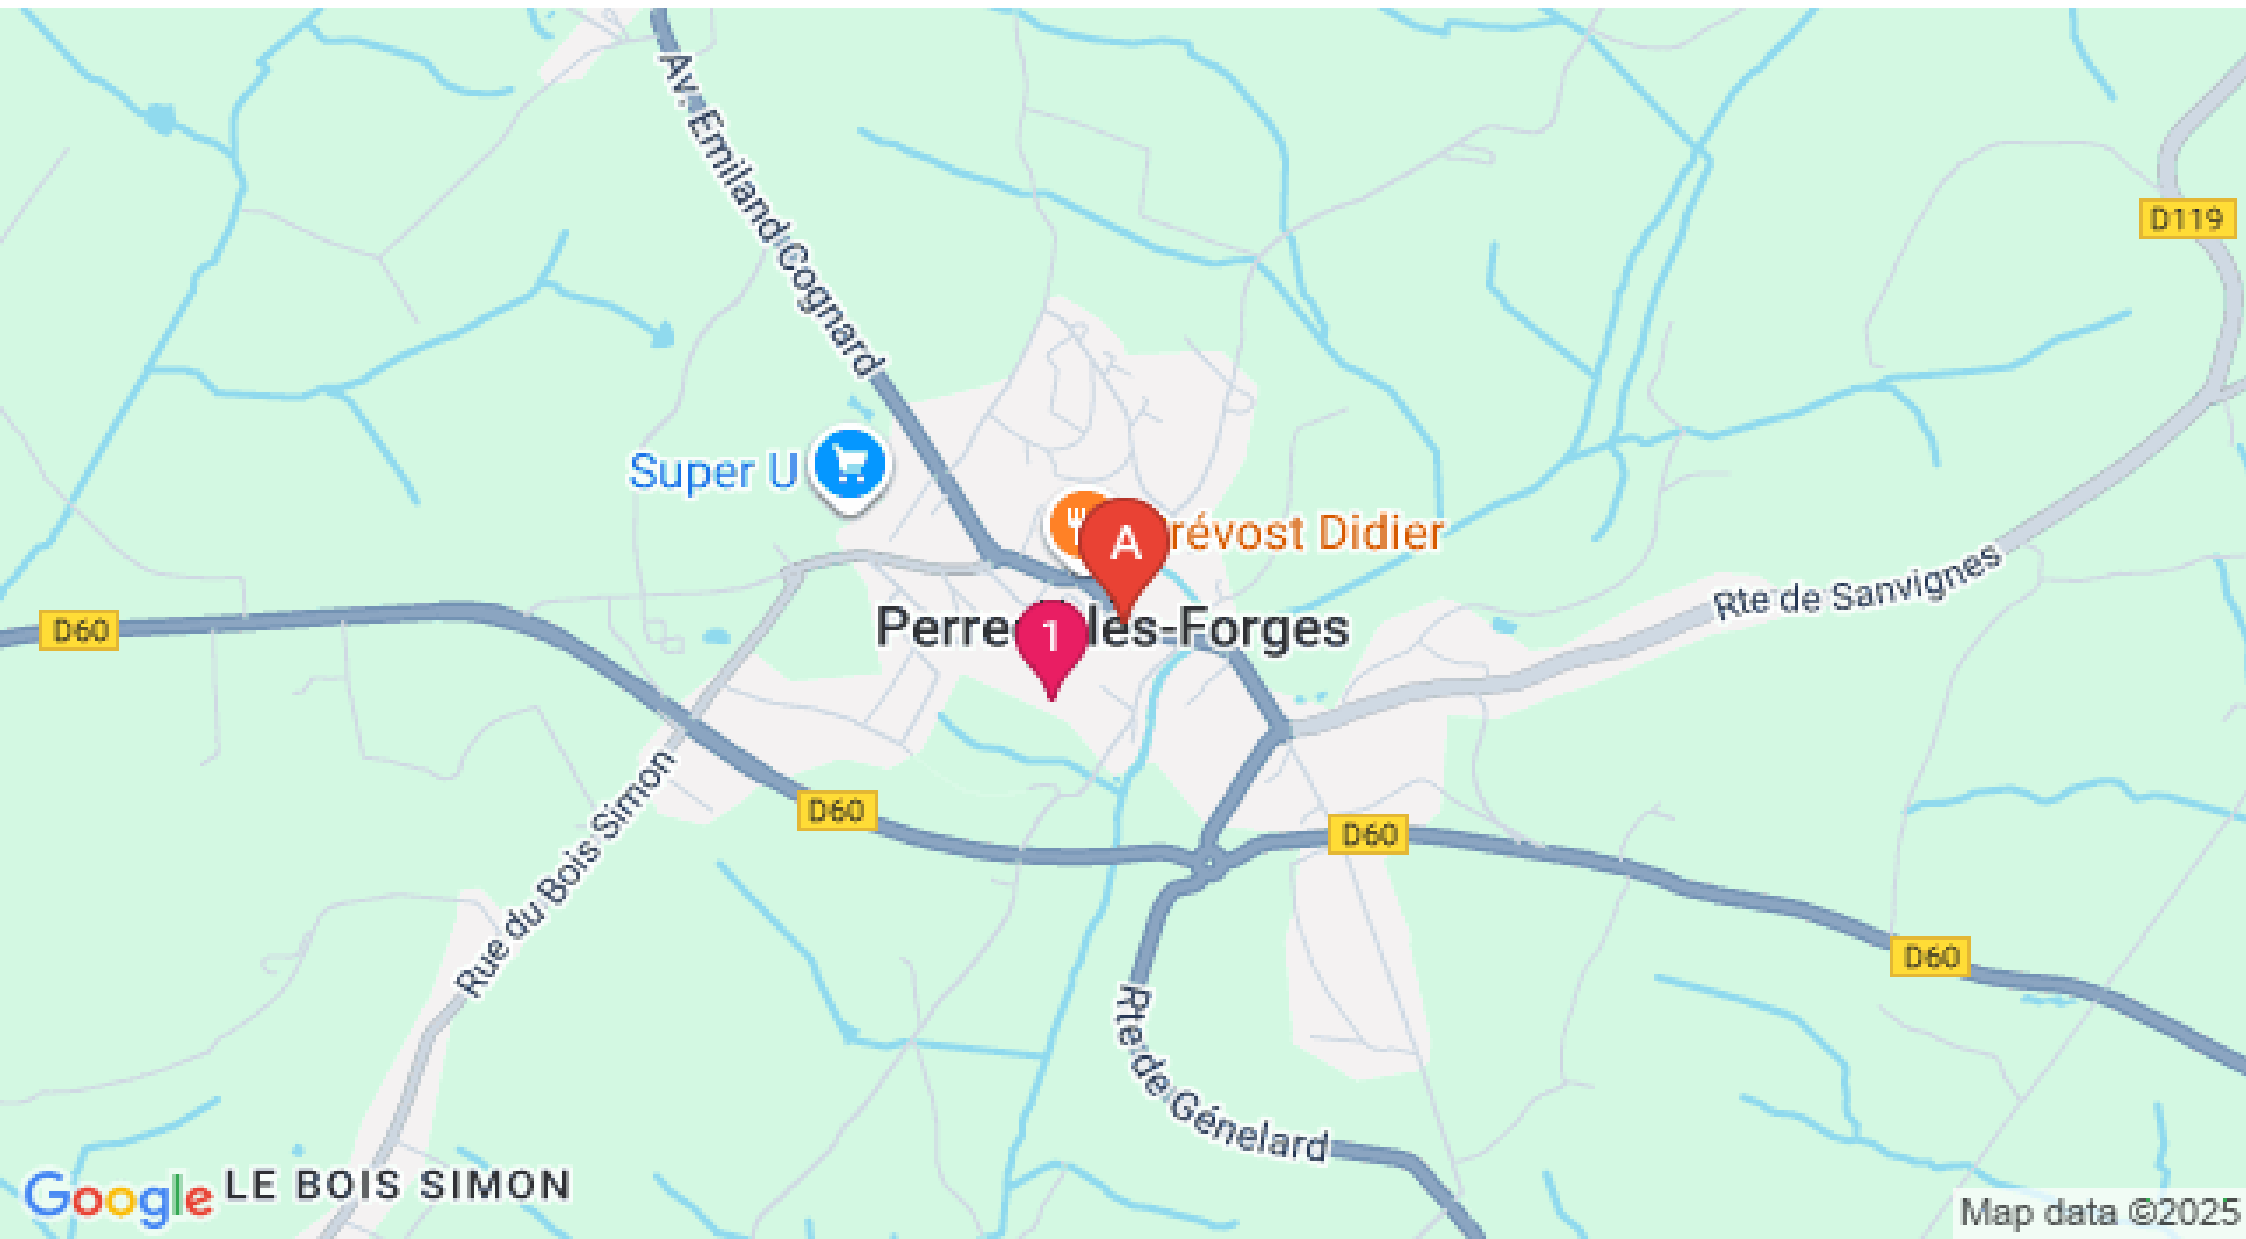 Av. Emiland Cognard
D119
Super U
A
révost Didier
Rte de Sanvignes
D60
Perre
1
lès-Forges
Rue du Bois Simon
D60
D60
D60
Rte de Génelard
Google
LE BOIS SIMON
Map data ©2025